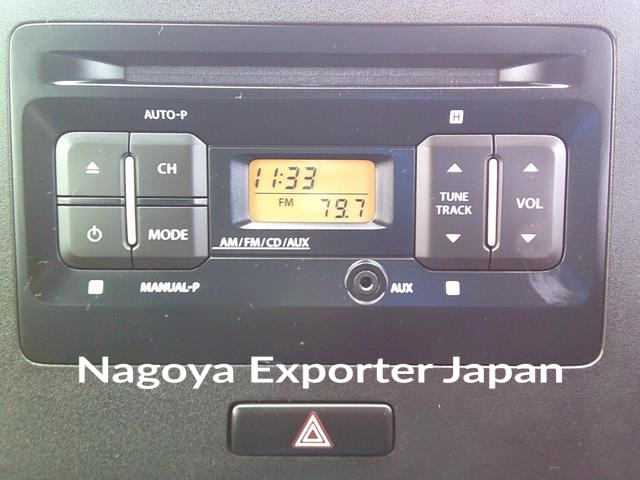 AUTO-P
H
CH
MODE
11:33
FM 79.7
AM/FM/CD/AUX
TUNE
TRACK
VOL
MANUAL-P
AUX
Nagoya Exporter Japan